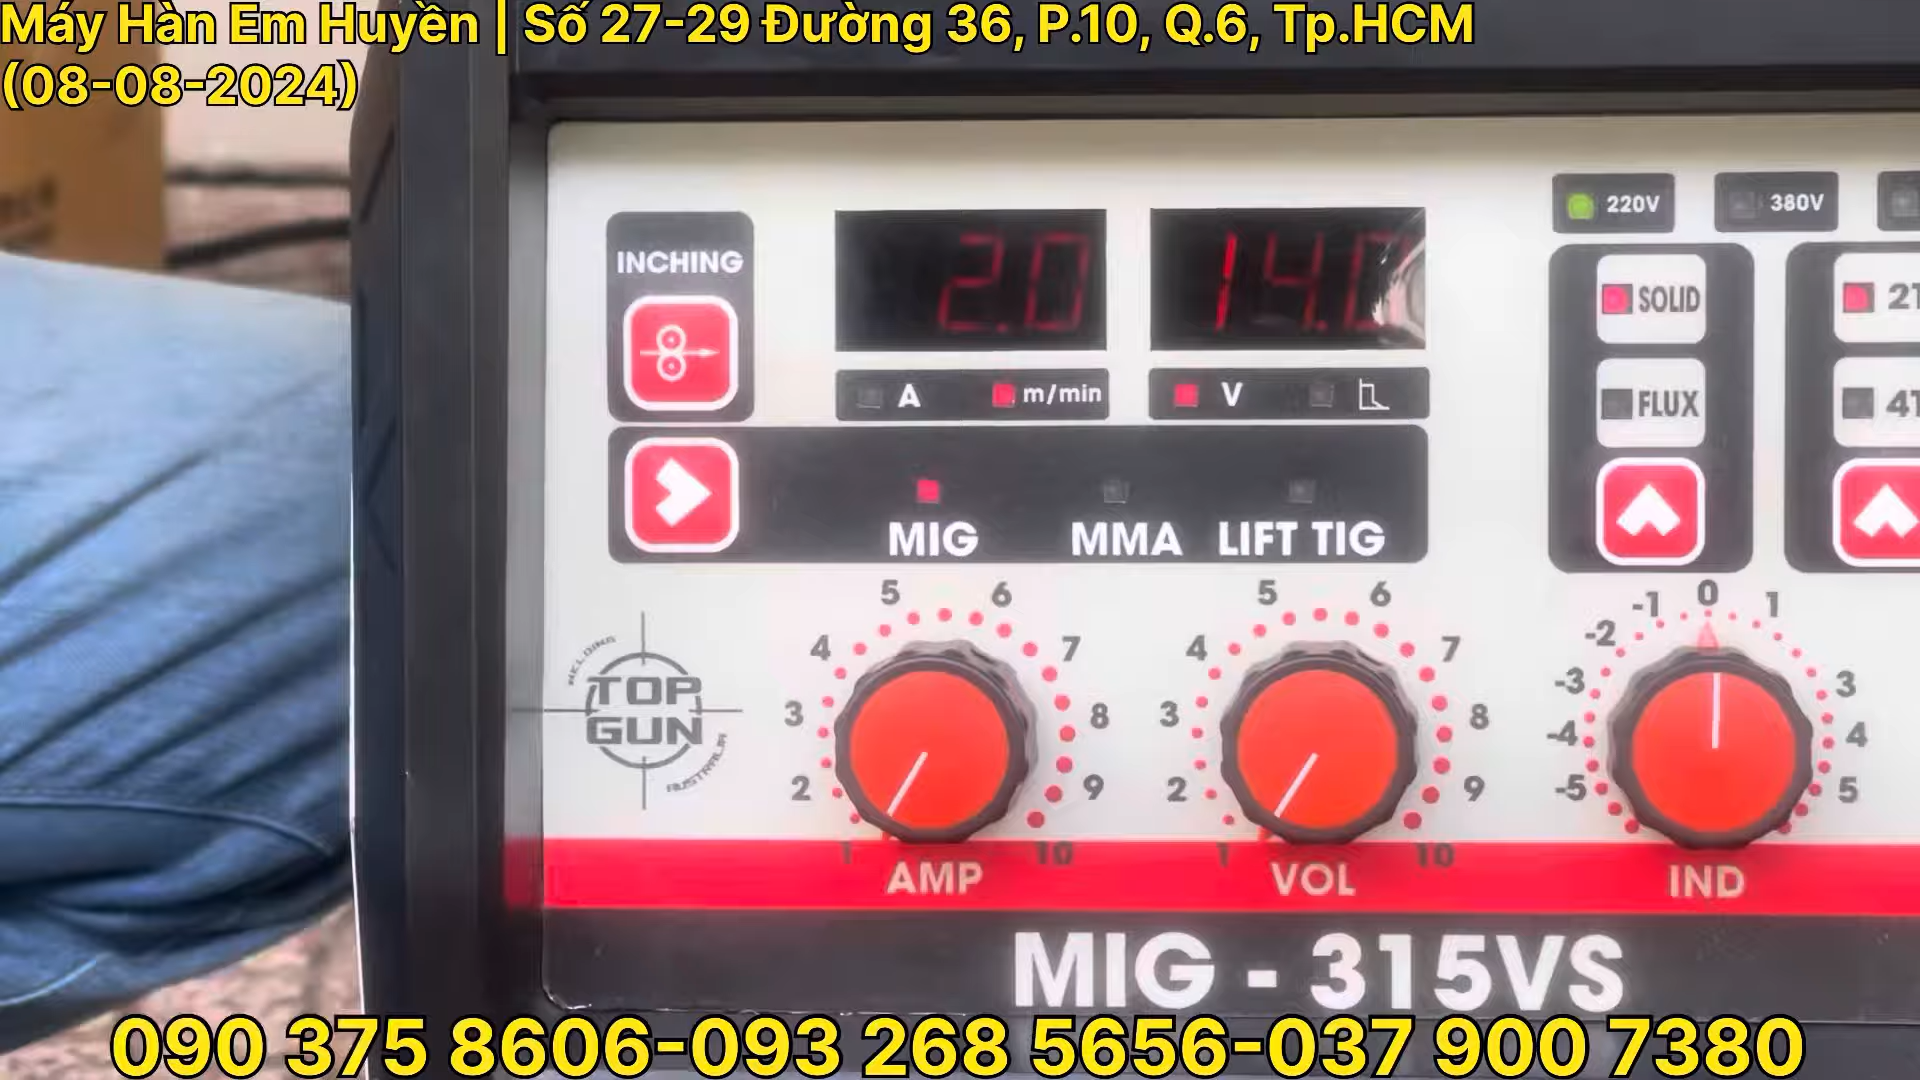 Máy Hàn Em Huyền | Số 27-29 Đường 36, P.10, Q.6, Tp.HCM
(08-08-2024)
220V 380V
INCHING
2.0 14.0
A m/min V
SOLID
FLUX
MIG MMA LIFT TIG
WELDING
TOP
GUN
AUSTRALIA
1 2 3 4 5 6 7 8 9 10
AMP
1 2 3 4 5 6 7 8 9 10
VOL
-5 -4 -3 -2 -1 0 1 3 4 5
IND
MIG - 315VS
090 375 8606-093 268 5656-037 900 7380